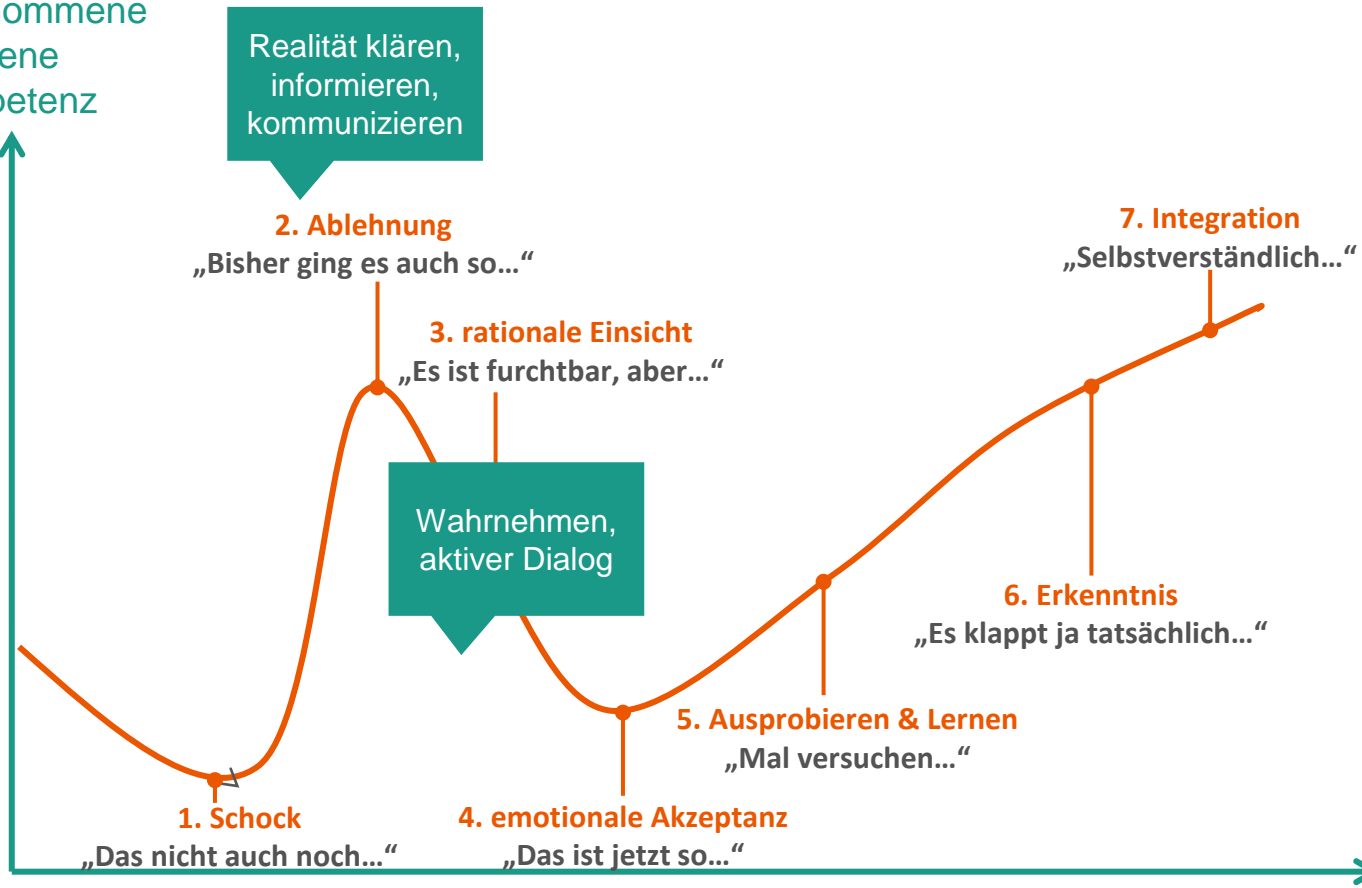 ommene
ene
petenz
Realität klären,
informieren,
kommunizieren
2. Ablehnung
„Bisher ging es auch so…“
7. Integration
„Selbstverständlich…“
3. rationale Einsicht
„Es ist furchtbar, aber…“
Wahrnehmen,
aktiver Dialog
6. Erkenntnis
„Es klappt ja tatsächlich…“
5. Ausprobieren & Lernen
„Mal versuchen…“
1. Schock
„Das nicht auch noch…“
4. emotionale Akzeptanz
„Das ist jetzt so…“